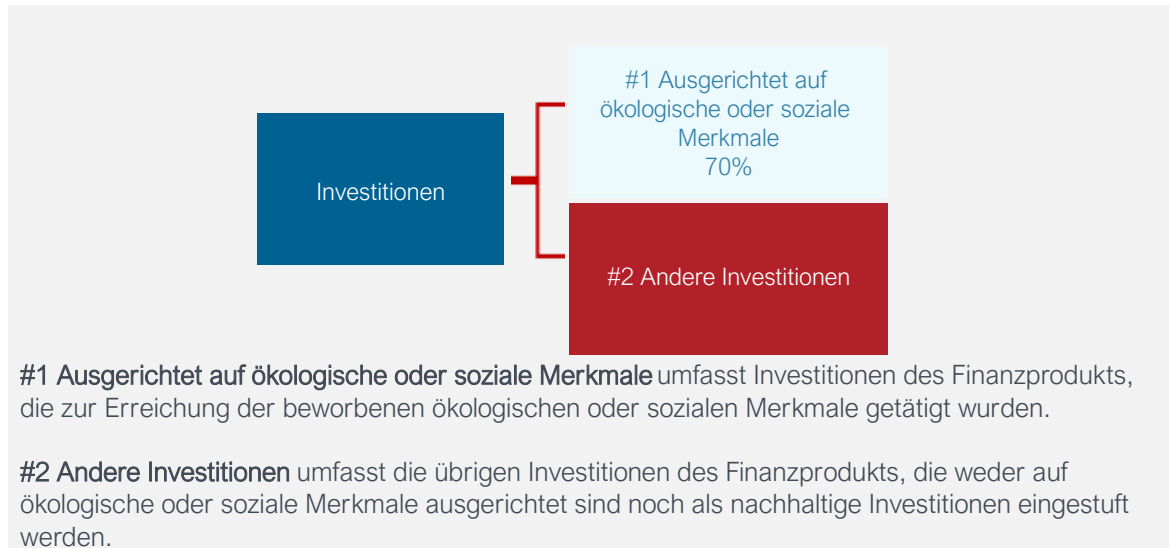 #1 Ausgerichtet auf
ökologische oder soziale
Merkmale
70%
Investitionen
#2 Andere Investitionen
#1 Ausgerichtet auf ökologische oder soziale Merkmale umfasst Investitionen des Finanzprodukts,
die zur Erreichung der beworbenen ökologischen oder sozialen Merkmale getätigt wurden.
#2 Andere Investitionen umfasst die übrigen Investitionen des Finanzprodukts, die weder auf
ökologische oder soziale Merkmale ausgerichtet sind noch als nachhaltige Investitionen eingestuft
werden.